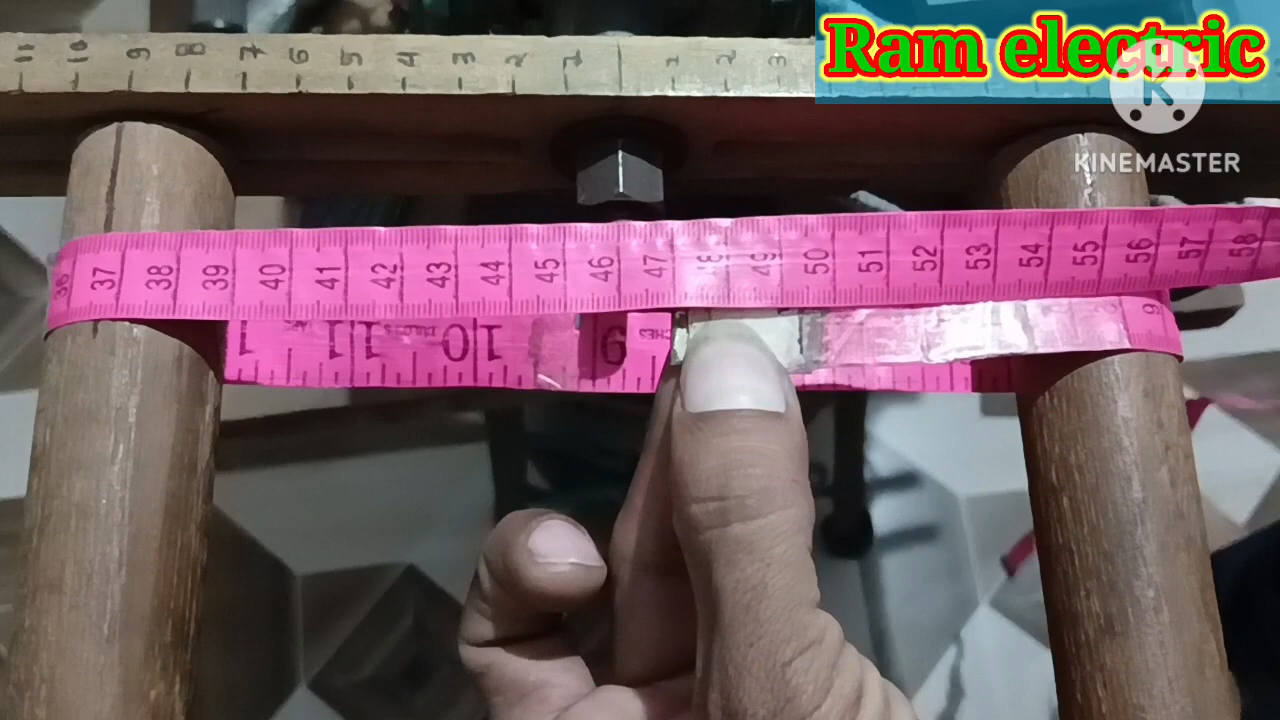 Ram electric
KINEMASTER
11 10 9 8 7 6 5 4 3 2 1 1 2 3
36 37 38 39 40 41 42 43 44 45 46 47 48 49 50 51 52 53 54 55 56 57 58
11 10 9